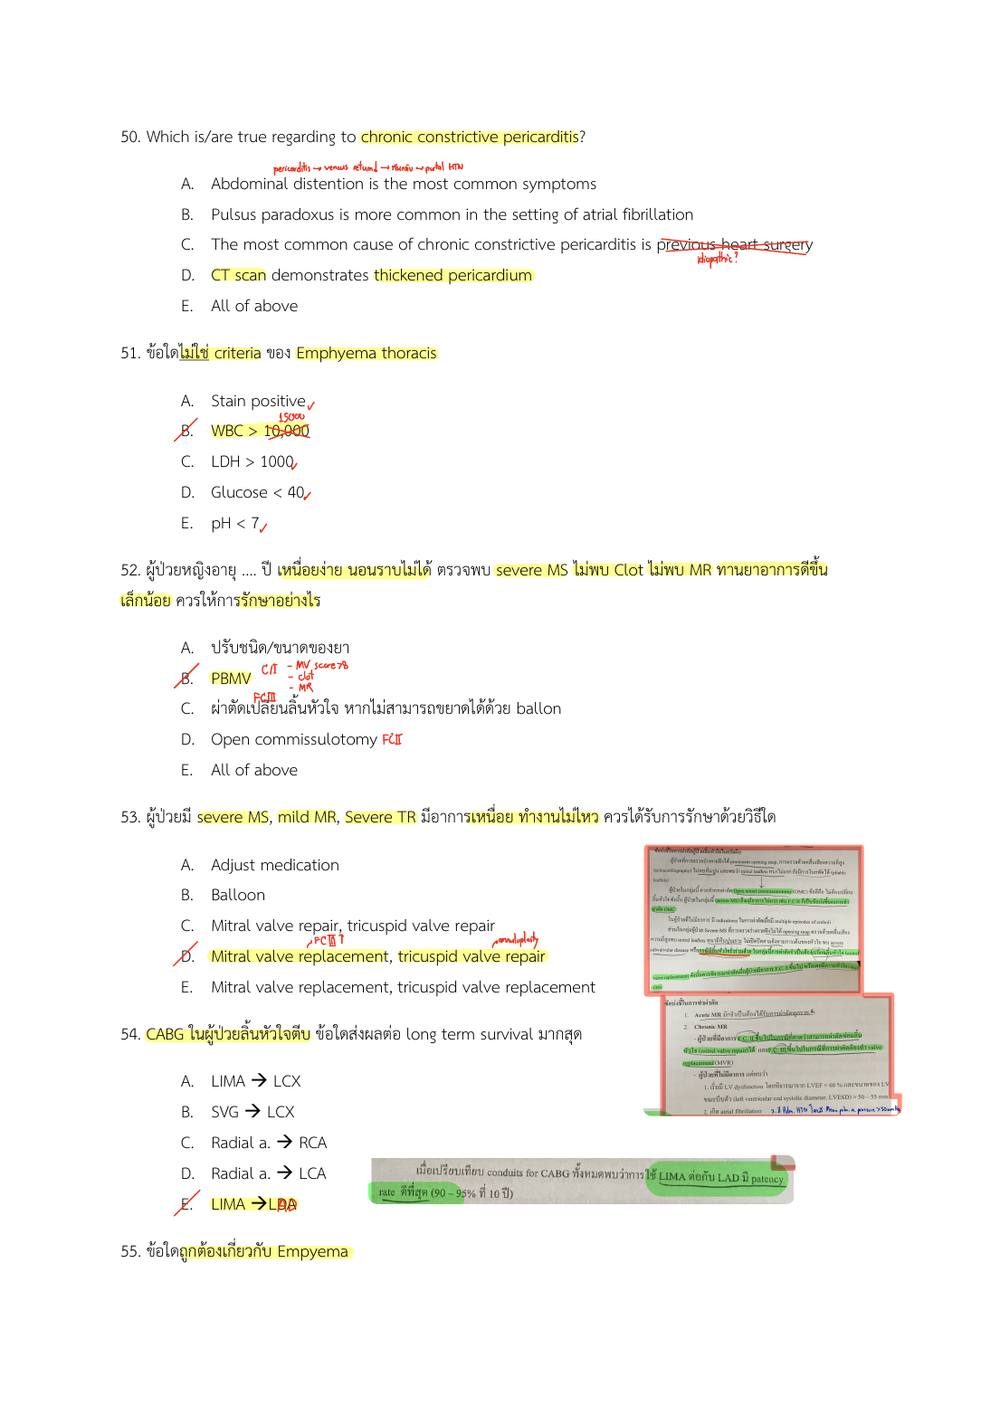 50. Which is/are true regarding to chronic constrictive pericarditis?
pericarditis → venous return↓ → → portal HTN
A. Abdominal distention is the most common symptoms
B. Pulsus paradoxus is more common in the setting of atrial fibrillation
C. The most common cause of chronic constrictive pericarditis is previous heart surgery
idiopathic?
D. CT scan demonstrates thickened pericardium
E. All of above
51. ข้อใดไม่ใช่ criteria ของ Emphyema thoracis
A. Stain positive ✓
15000
B. WBC > 10,000
C. LDH > 1000 ✓
D. Glucose < 40 ✓
E. pH < 7 ✓
52. ผู้ป่วยหญิงอายุ .... ปี เหนื่อยง่าย นอนราบไม่ได้ ตรวจพบ severe MS ไม่พบ Clot ไม่พบ MR ทานยาอาการดีขึ้น
เล็กน้อย ควรให้การรักษาอย่างไร
A. ปรับชนิด/ขนาดของยา
B. PBMV C/I - MV score>8
- clot
- MR
FCIII
C. ผ่าตัดเปลี่ยนลิ้นหัวใจ หากไม่สามารถขยายได้ด้วย ballon
D. Open commissulotomy FCII
E. All of above
53. ผู้ป่วยมี severe MS, mild MR, Severe TR มีอาการเหนื่อย ทำงานไม่ไหว ควรได้รับการรักษาด้วยวิธีใด
A. Adjust medication
B. Balloon
C. Mitral valve repair, tricuspid valve repair
FCIII↑ annuloplasty
D. Mitral valve replacement, tricuspid valve repair
E. Mitral valve replacement, tricuspid valve replacement
ข้อบ่งชี้ในการผ่าตัด
1. Acute MR
2. Chronic MR
54. CABG ในผู้ป่วยลิ้นหัวใจตีบ ข้อใดส่งผลต่อ long term survival มากสุด
A. LIMA → LCX
B. SVG → LCX
C. Radial a. → RCA
D. Radial a. → LCA
E. LIMA → LAD
เมื่อเปรียบเทียบ conduits for CABG ทั้งหมดพบว่าการใช้ LIMA ต่อกับ LAD มี patency
rate ดีที่สุด (90 – 95% ที่ 10 ปี)
55. ข้อใดถูกต้องเกี่ยวกับ Empyema